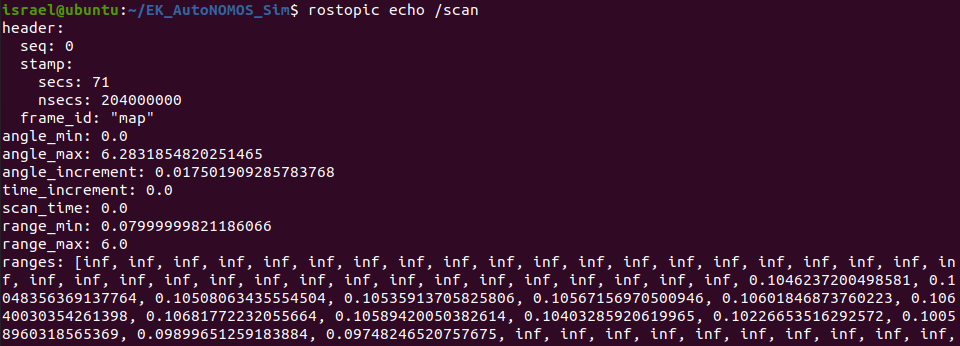 israel@ubuntu:~/EK_AutoNOMOS_Sim$ rostopic echo /scan
header:
  seq: 0
  stamp:
    secs: 71
    nsecs: 204000000
  frame_id: "map"
angle_min: 0.0
angle_max: 6.2831854820251465
angle_increment: 0.017501909285783768
time_increment: 0.0
scan_time: 0.0
range_min: 0.07999999821186066
range_max: 6.0
ranges: [inf, inf, inf, inf, inf, inf, inf, inf, inf, inf, inf, inf, inf, inf, inf, inf, inf, inf, inf, in
f, inf, inf, inf, inf, inf, inf, inf, inf, inf, inf, inf, inf, inf, inf, inf, inf, 0.1046237200498581, 0.1
048356369137764, 0.10508063435554504, 0.10535913705825806, 0.10567156970500946, 0.10601846873760223, 0.106
40030354261398, 0.10681772232055664, 0.10589420050382614, 0.10403285920619965, 0.10226653516292572, 0.1005
8960318565369, 0.09899651259183884, 0.09748246520757675, inf, inf, inf, inf, inf, inf, inf, inf, inf, inf,